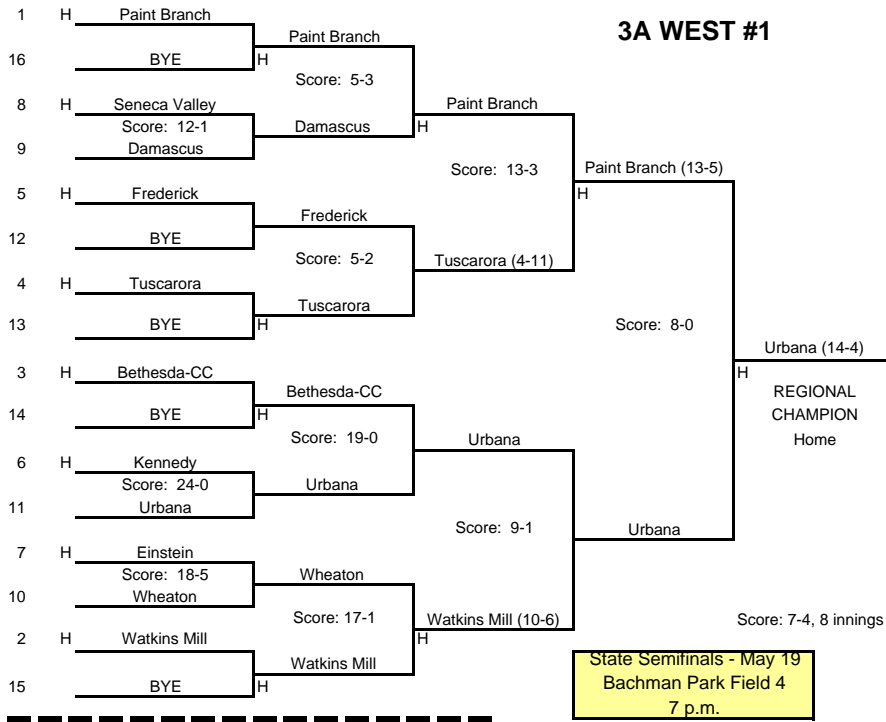 3A WEST #1
1 H Paint Branch
Paint Branch
16 BYE H
Score: 5-3
8 H Seneca Valley Paint Branch
Score: 12-1 Damascus H
9 Damascus
Score: 13-3 Paint Branch (13-5)
5 H Frederick H
Frederick
12 BYE
Score: 5-2 Tuscarora (4-11)
4 H Tuscarora
Tuscarora
13 BYE H Score: 8-0
Urbana (14-4)
3 H Bethesda-CC H
Bethesda-CC REGIONAL
14 BYE H CHAMPION
Score: 19-0 Urbana Home
6 H Kennedy
Score: 24-0 Urbana
11 Urbana
Score: 9-1 Urbana
7 H Einstein
Score: 18-5 Wheaton
10 Wheaton
Score: 17-1 Watkins Mill (10-6) Score: 7-4, 8 innings
2 H Watkins Mill H
Watkins Mill State Semifinals - May 19
15 BYE H Bachman Park Field 4
7 p.m.